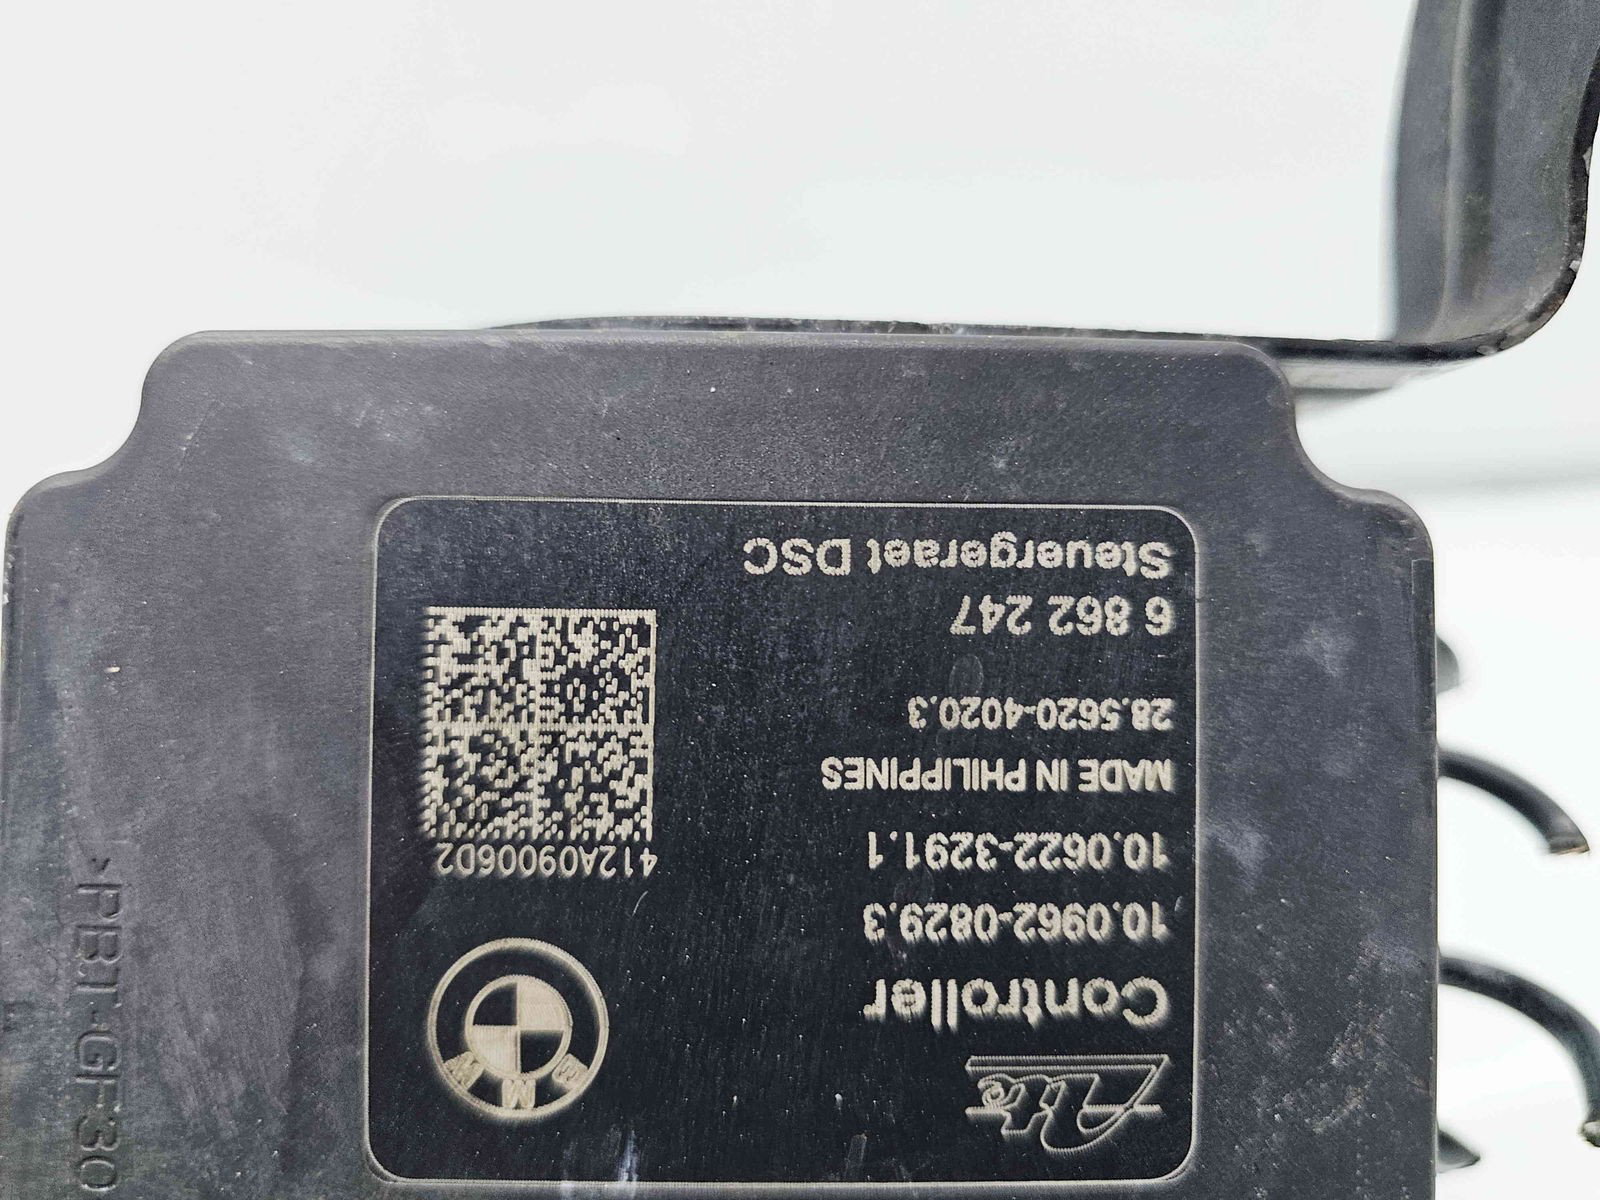 Ate
BMW
Controller
10.0962-0829.3
10.0622-3291.1
412A09006D2
MADE IN PHILIPPINES
28.5620-4020.3
6 862 247
Steuergeraet DSC
>PBT-GF30